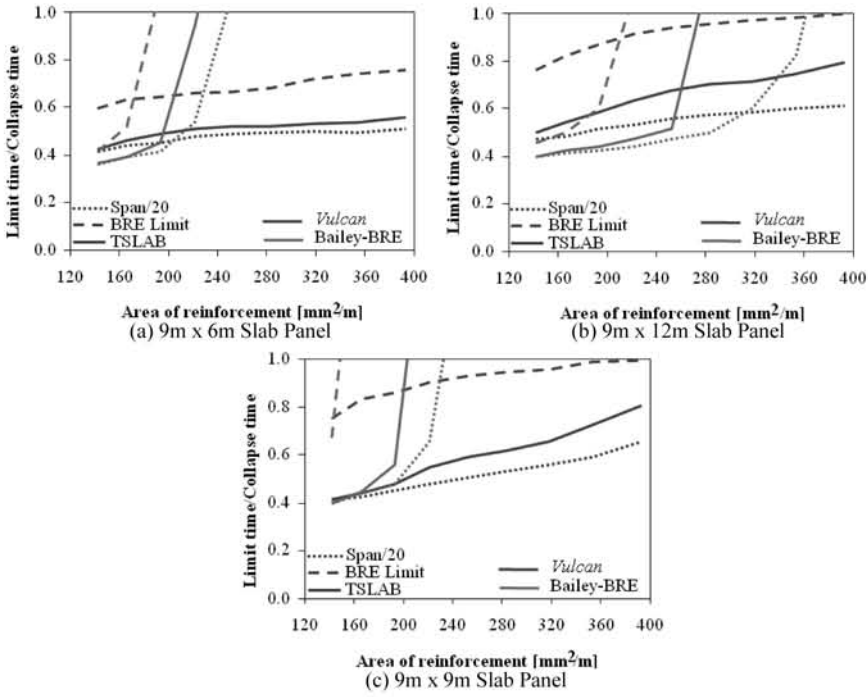 Limit time/Collapse time
1.0
0.8
0.6
0.4
0.2
0.0
Span/20
BRE Limit
TSLAB
Vulcan
Bailey-BRE
120 160 200 240 280 320 360 400
Area of reinforcement [mm²/m]
(a) 9m x 6m Slab Panel
Limit time/Collapse time
1.0
0.8
0.6
0.4
0.2
0.0
Span/20
BRE Limit
TSLAB
Vulcan
Bailey-BRE
120 160 200 240 280 320 360 400
Area of reinforcement [mm²/m]
(b) 9m x 12m Slab Panel
Limit time/Collapse time
1.0
0.8
0.6
0.4
0.2
0.0
Span/20
BRE Limit
TSLAB
Vulcan
Bailey-BRE
120 160 200 240 280 320 360 400
Area of reinforcement [mm²/m]
(c) 9m x 9m Slab Panel